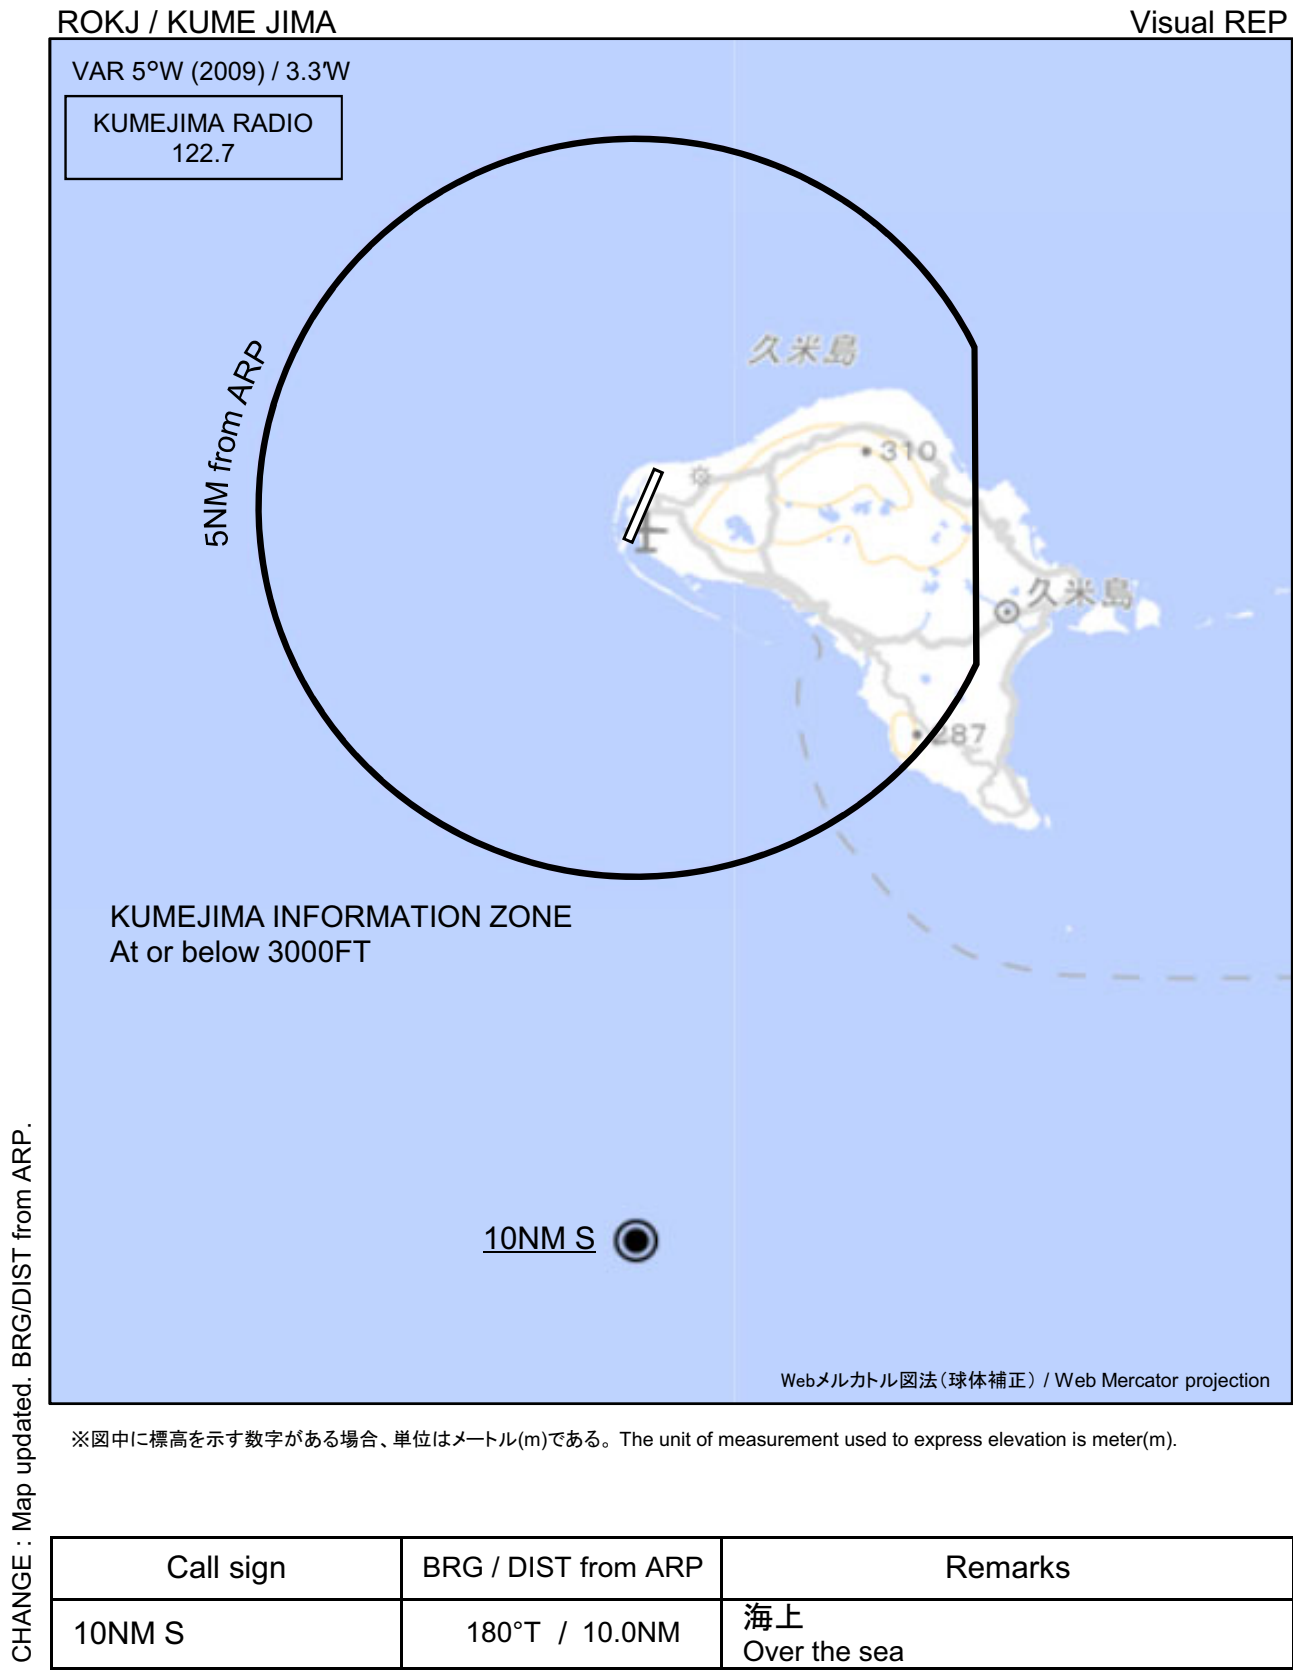 ROKJ / KUME JIMA
Visual REP
VAR 5°W (2009) / 3.3'W
KUMEJIMA RADIO
122.7
5NM from ARP
久米島
310
久米島
287
KUMEJIMA INFORMATION ZONE
At or below 3000FT
10NM S
Webメルカトル図法（球体補正） / Web Mercator projection
※図中に標高を示す数字がある場合、単位はメートル(m)である。 The unit of measurement used to express elevation is meter(m).
CHANGE : Map updated. BRG/DIST from ARP.
Call sign
BRG / DIST from ARP
Remarks
10NM S
180°T / 10.0NM
海上
Over the sea